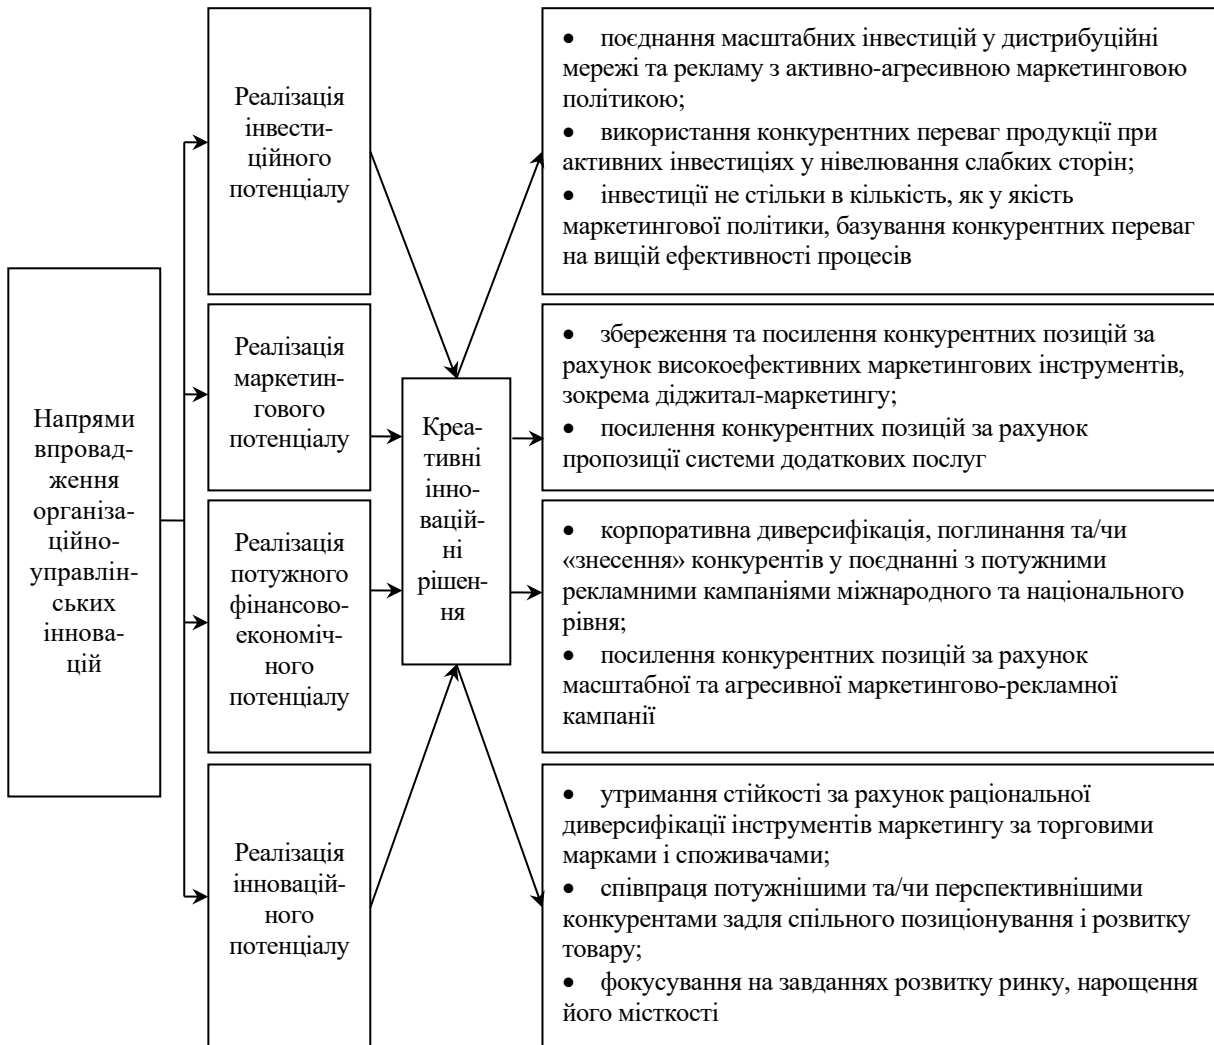 Напрями
впровад-
ження
організа-
ційно-
управлін-
ських
іннова-
цій
Реалізація
інвести-
ційного
потенціалу
Реалізація
маркетин-
гового
потенціалу
Реалізація
потужного
фінансово-
економіч-
ного
потенціалу
Реалізація
інновацій-
ного
потенціалу
Креа-
тивні
інно-
вацій-
ні
рішен-
ня
• поєднання масштабних інвестицій у дистрибуційні
мережі та рекламу з активно-агресивною маркетинговою
політикою;
• використання конкурентних переваг продукції при
активних інвестиціях у нівелювання слабких сторін;
• інвестиції не стільки в кількість, як у якість
маркетингової політики, базування конкурентних переваг
на вищій ефективності процесів
• збереження та посилення конкурентних позицій за
рахунок високоефективних маркетингових інструментів,
зокрема діджитал-маркетингу;
• посилення конкурентних позицій за рахунок
пропозиції системи додаткових послуг
• корпоративна диверсифікація, поглинання та/чи
«знесення» конкурентів у поєднанні з потужними
рекламними кампаніями міжнародного та національного
рівня;
• посилення конкурентних позицій за рахунок
масштабної та агресивної маркетингово-рекламної
кампанії
• утримання стійкості за рахунок раціональної
диверсифікації інструментів маркетингу за торговими
марками і споживачами;
• співпраця потужнішими та/чи перспективнішими
конкурентами задля спільного позиціонування і розвитку
товару;
• фокусування на завданнях розвитку ринку, нарощення
його місткості